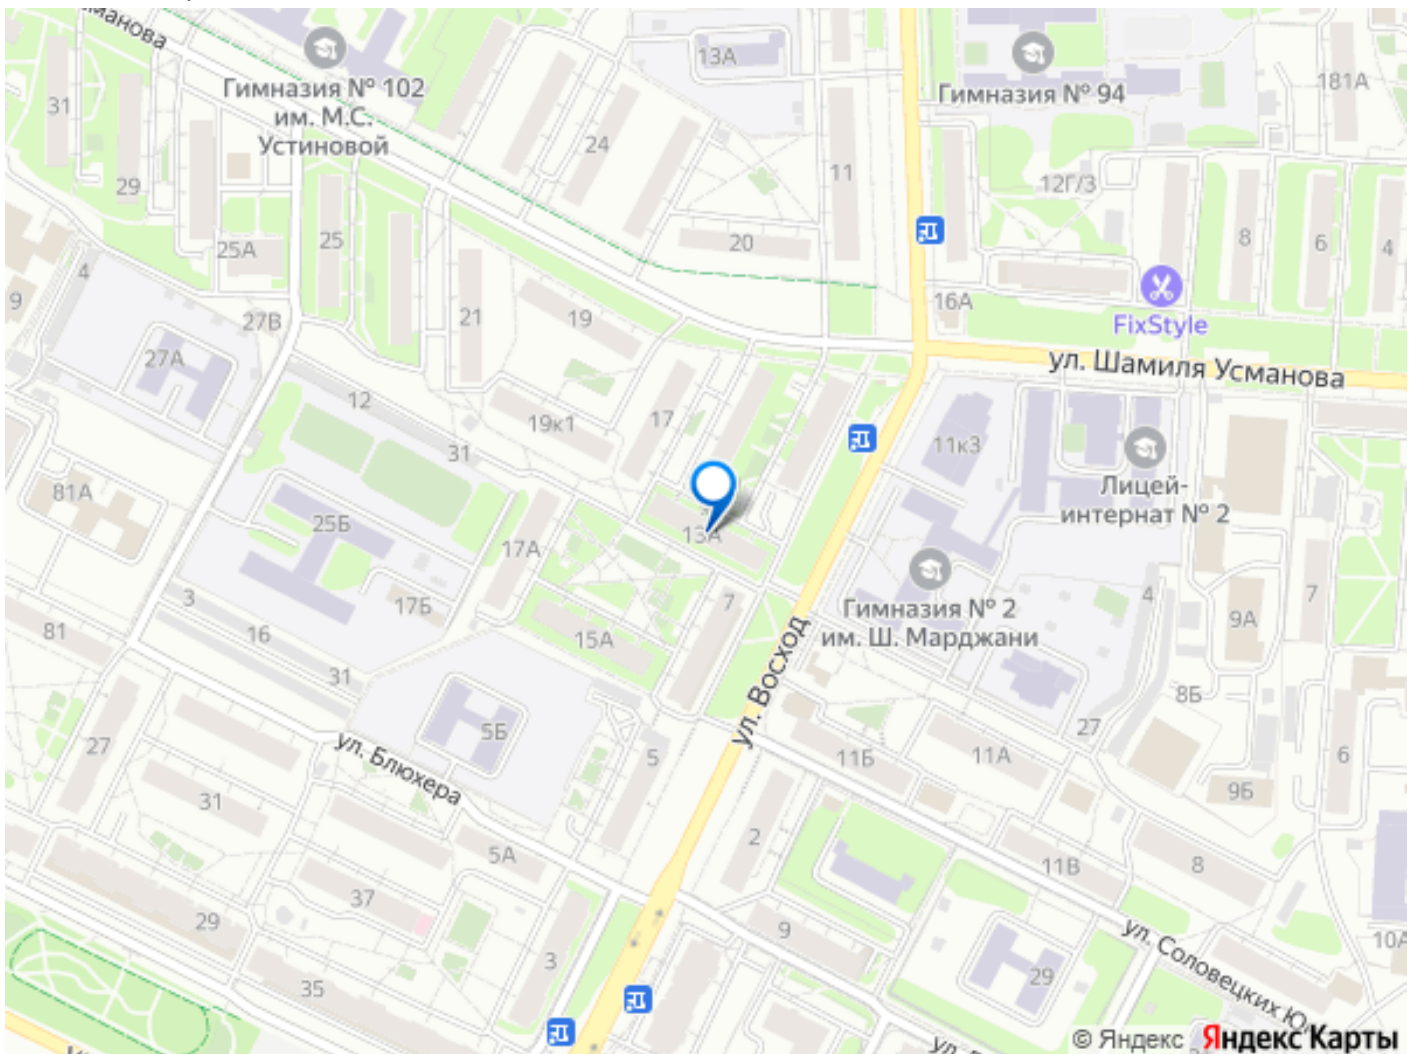 манова
13А
Гимназия № 102
им. М.С.
Устиновой
Гимназия № 94
181А
31
24
29
11
12Г/3
25А
25
20
8
6
4
4
9
27В
21
19
16А
FixStyle
27А
ул. Шамиля Усманова
12
19к1
17
31
11к3
81А
Лицей-
интернат № 2
25Б
17А
13А
Гимназия № 2
им. Ш. Марджани
3
17Б
7
4
7
9А
81
16
15А
31
ул. Восход
8Б
27
27
5Б
5
11Б
11А
6
ул. Блюхера
31
9Б
2
5А
11В
8
37
29
9
ул. Соловецких Ю
10А
3
35
29
© Яндекс Яндекс Карты